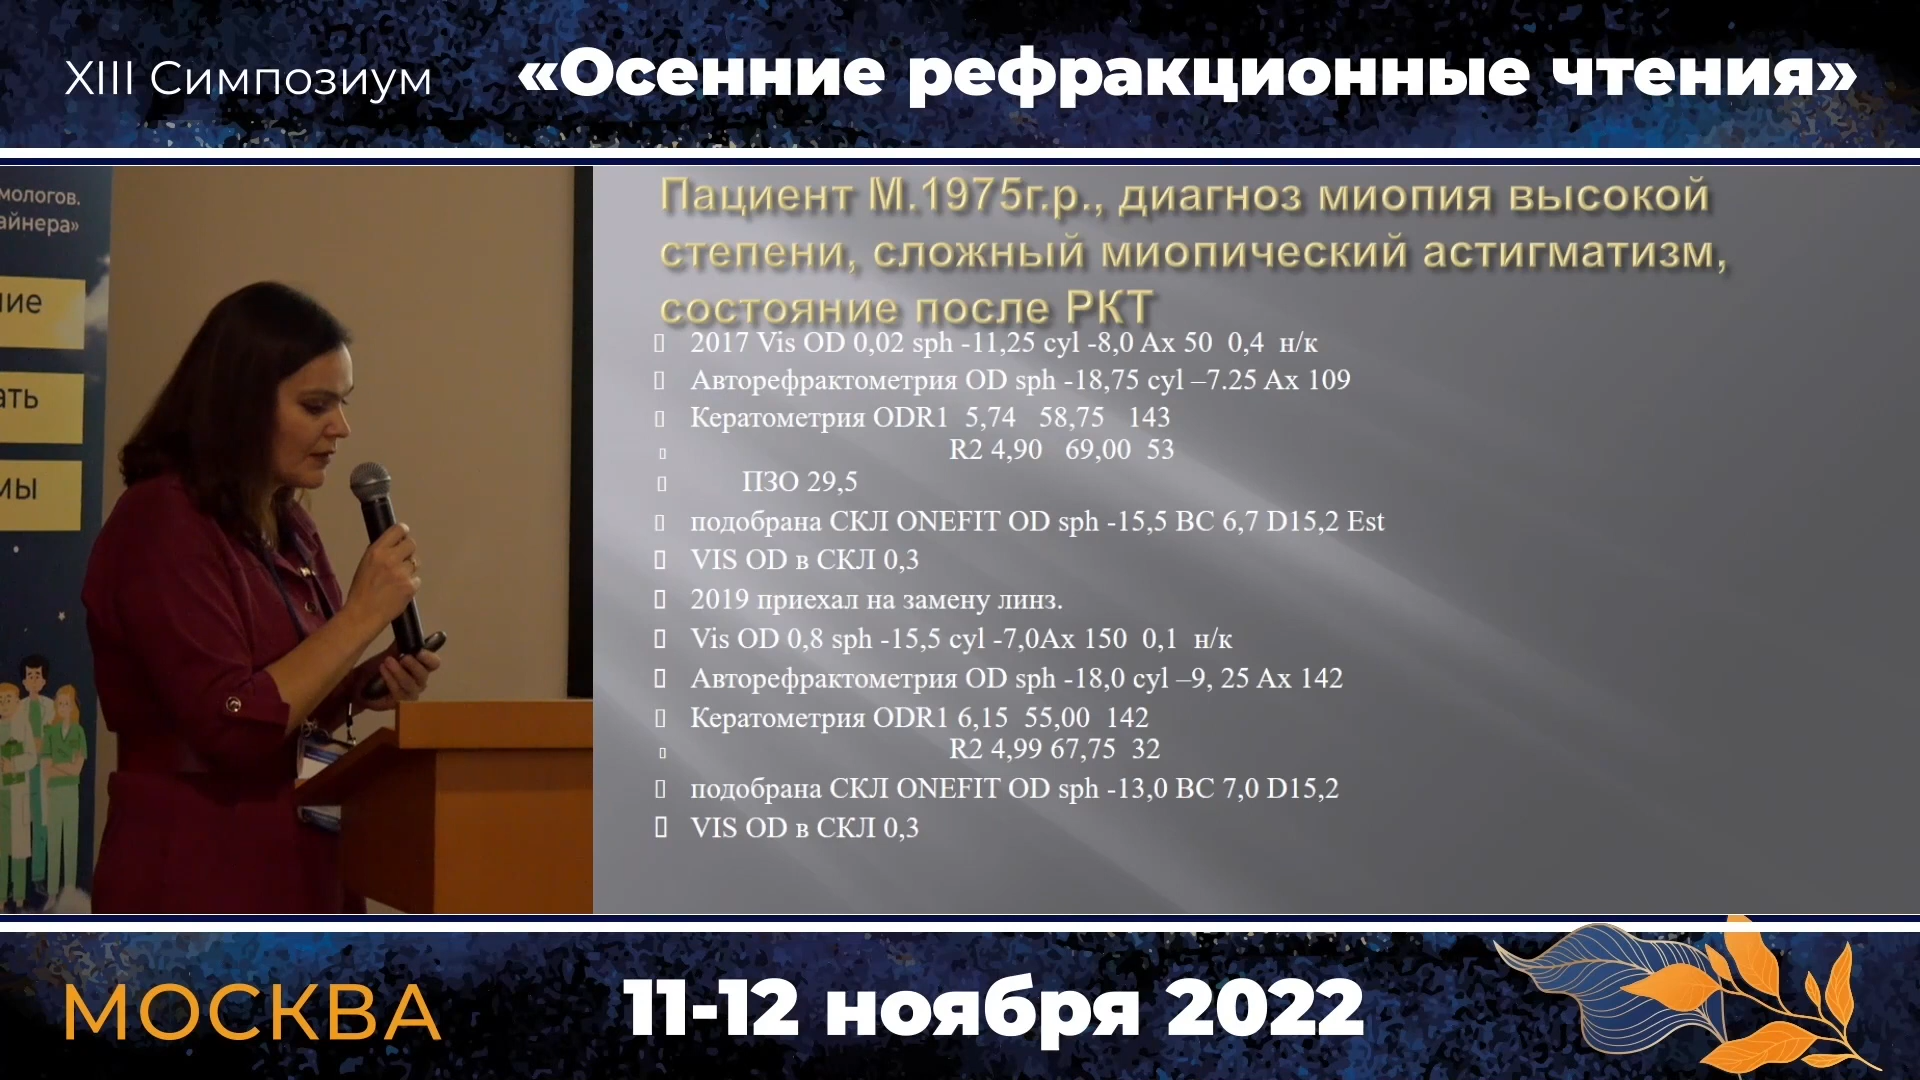 XIII Симпозиум «Осенние рефракционные чтения»
мологов.
айнера»
ние
ать
мы
Пациент М.1975г.р., диагноз миопия высокой
степени, сложный миопический астигматизм,
состояние после РКТ
2017 Vis OD 0,02 sph -11,25 cyl -8,0 Ax 50 0,4 н/к
Авторефрактометрия OD sph -18,75 cyl –7.25 Ax 109
Кератометрия ODR1 5,74 58,75 143
R2 4,90 69,00 53
ПЗО 29,5
подобрана СКЛ ONEFIT OD sph -15,5 BC 6,7 D15,2 Est
VIS OD в СКЛ 0,3
2019 приехал на замену линз.
Vis OD 0,8 sph -15,5 cyl -7,0Ax 150 0,1 н/к
Авторефрактометрия OD sph -18,0 cyl –9, 25 Ax 142
Кератометрия ODR1 6,15 55,00 142
R2 4,99 67,75 32
подобрана СКЛ ONEFIT OD sph -13,0 BC 7,0 D15,2
VIS OD в СКЛ 0,3
МОСКВА
11-12 ноября 2022